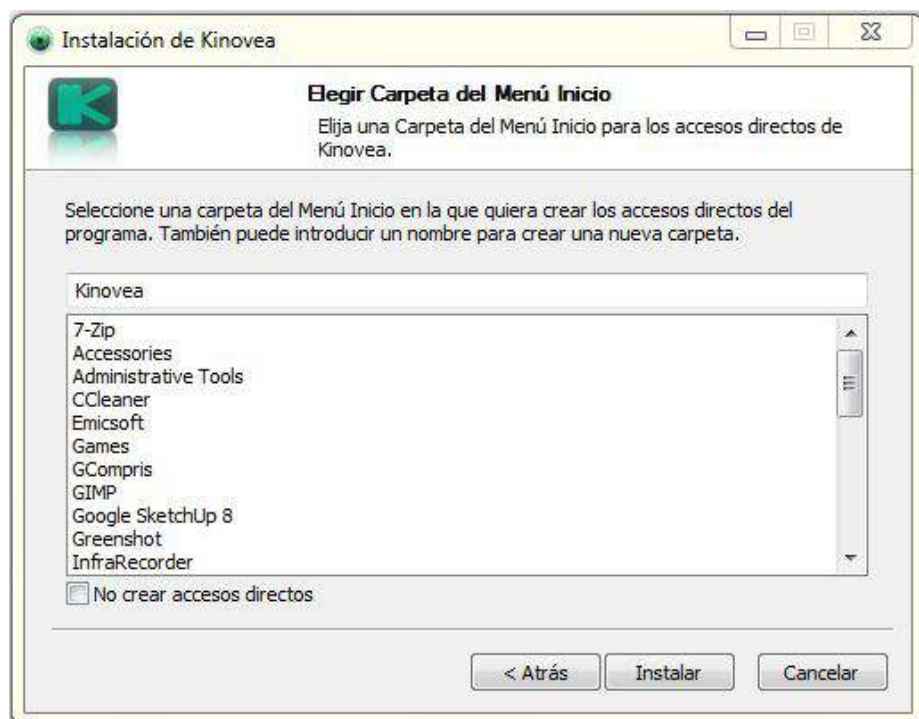 Instalación de Kinovea
Elegir Carpeta del Menú Inicio
Elija una Carpeta del Menú Inicio para los accesos directos de
Kinovea.
Seleccione una carpeta del Menú Inicio en la que quiera crear los accesos directos del
programa. También puede introducir un nombre para crear una nueva carpeta.
Kinovea
7-Zip
Accessories
Administrative Tools
CCleaner
Emicsoft
Games
GCompris
GIMP
Google SketchUp 8
Greenshot
InfraRecorder
No crear accesos directos
< Atrás Instalar Cancelar